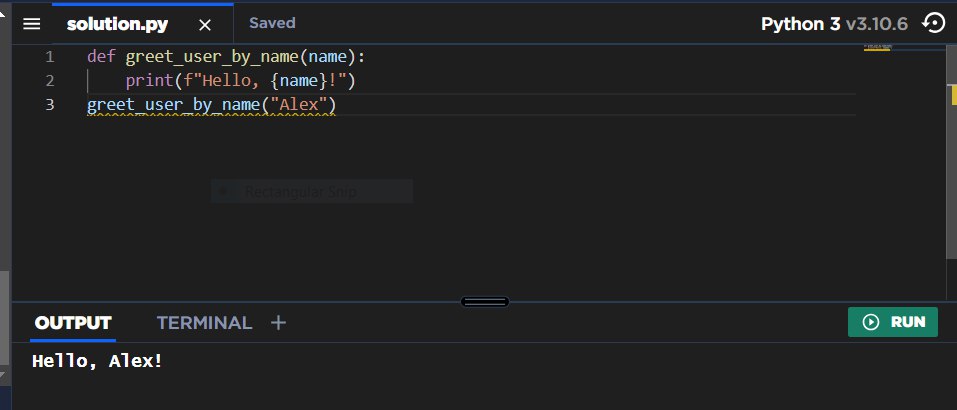 solution.py × Saved Python 3 v3.10.6
1 def greet_user_by_name(name):
2     print(f"Hello, {name}!")
3 greet_user_by_name("Alex")
Rectangular Snip
OUTPUT TERMINAL + RUN
Hello, Alex!